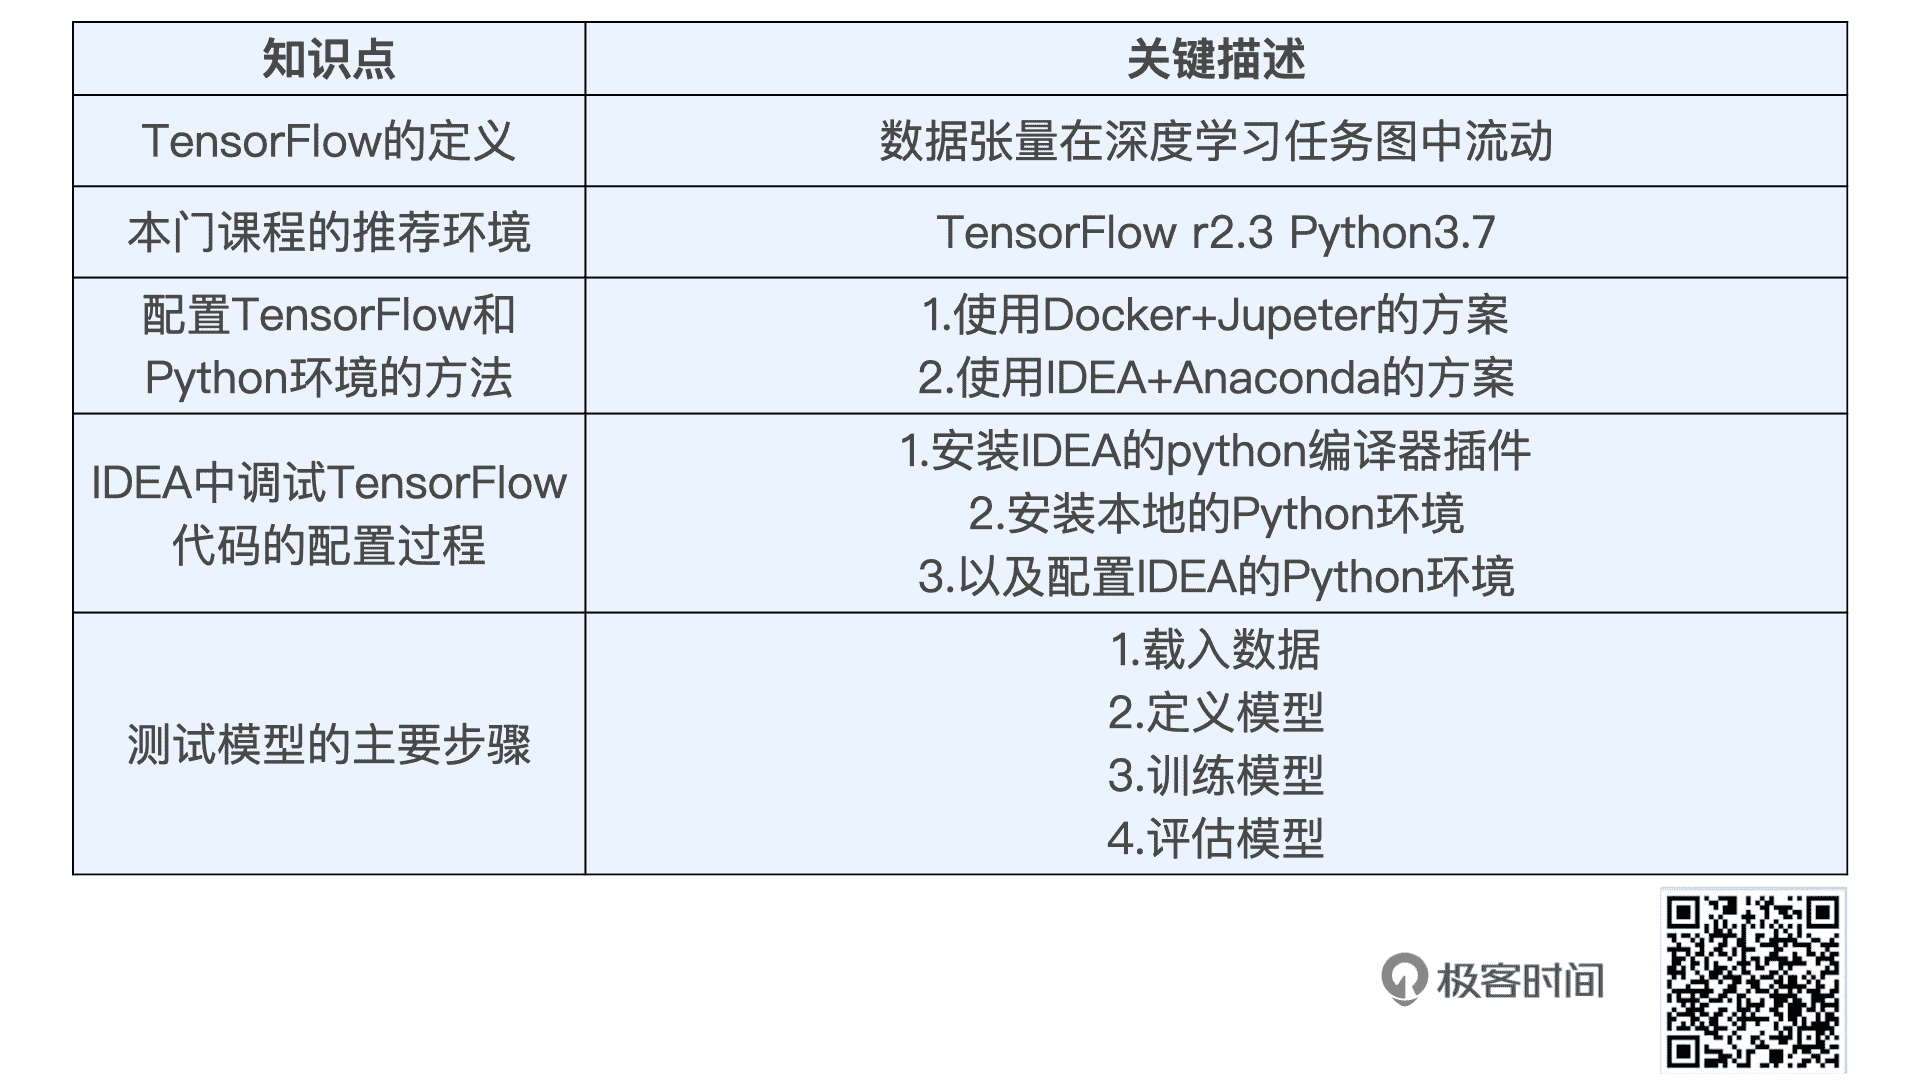 知识点
关键描述
TensorFlow的定义
数据张量在深度学习任务图中流动
本门课程的推荐环境
TensorFlow r2.3 Python3.7
配置TensorFlow和
Python环境的方法
1.使用Docker+Jupeter的方案
2.使用IDEA+Anaconda的方案
IDEA中调试TensorFlow
代码的配置过程
1.安装IDEA的python编译器插件
2.安装本地的Python环境
3.以及配置IDEA的Python环境
测试模型的主要步骤
1.载入数据
2.定义模型
3.训练模型
4.评估模型
极客时间